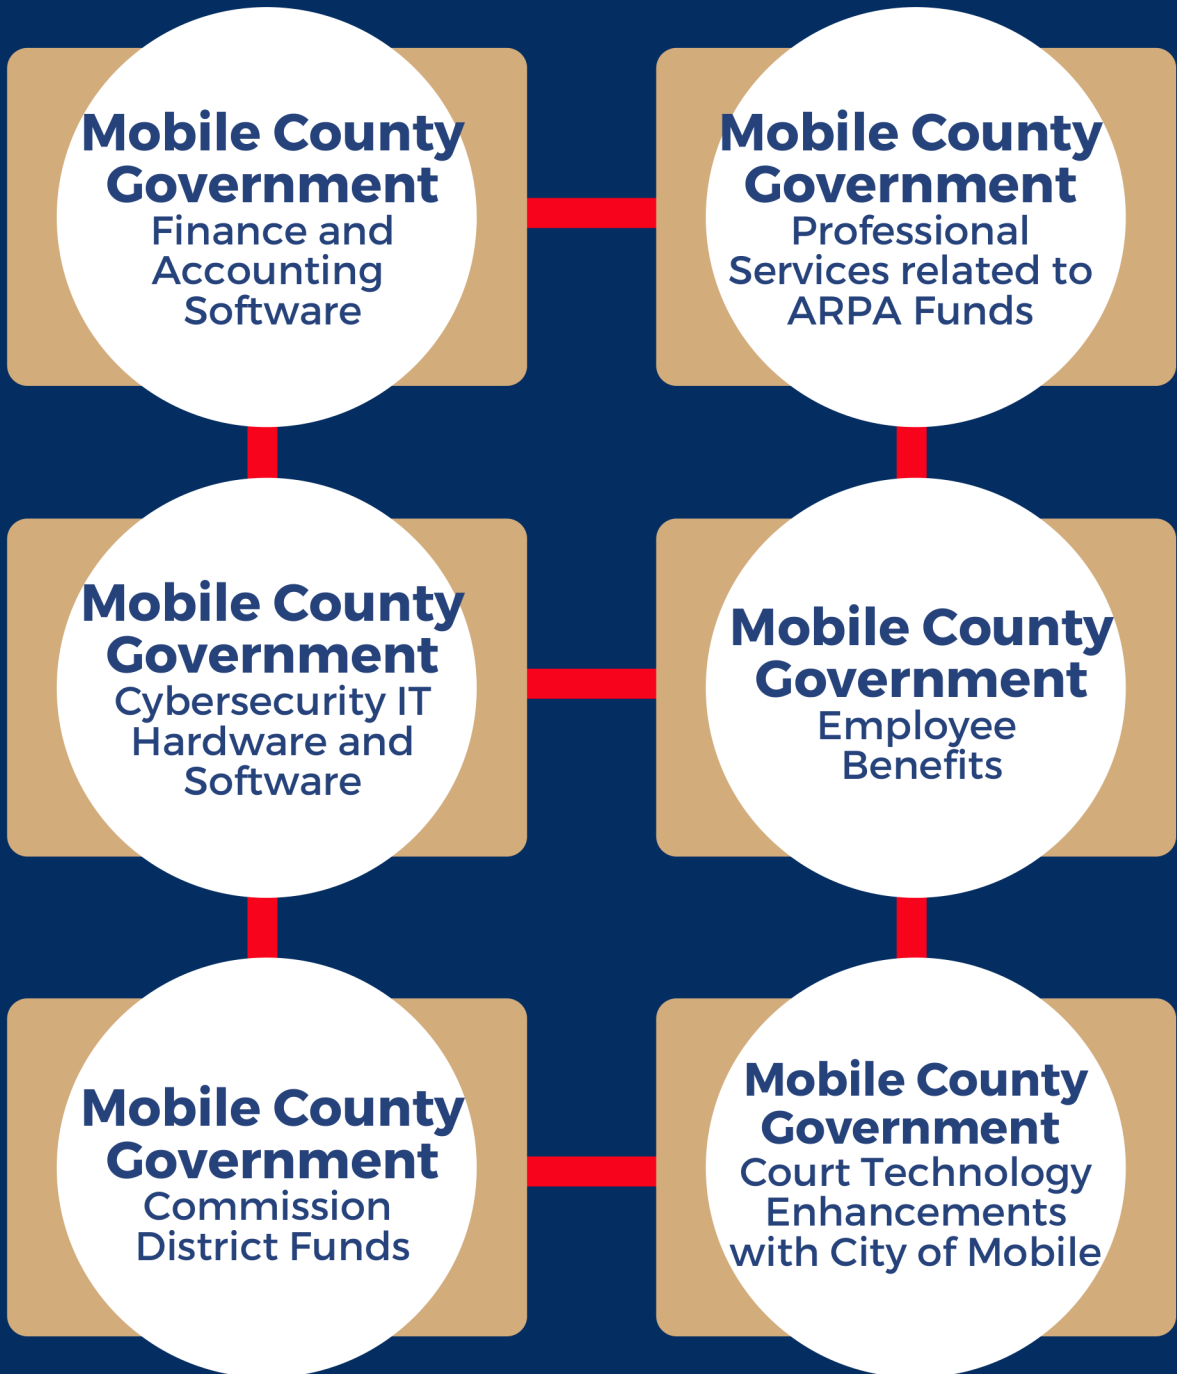 Mobile County
Government
Finance and
Accounting
Software
Mobile County
Government
Professional
Services related to
ARPA Funds
Mobile County
Government
Cybersecurity IT
Hardware and
Software
Mobile County
Government
Employee
Benefits
Mobile County
Government
Commission
District Funds
Mobile County
Government
Court Technology
Enhancements
with City of Mobile